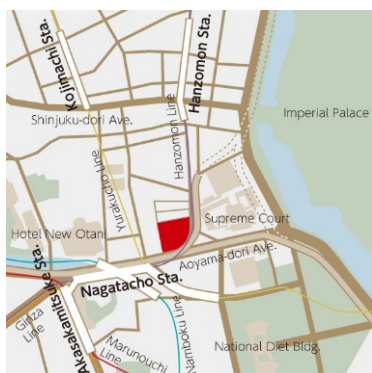 Kojimachi Sta.
Hanzomon Sta.
Imperial Palace
Shinjuku-dori Ave.
Hanzomon Line
Yurakucho Line
Supreme Court
Hotel New Otani
Aoyama-dori Ave.
Nagatacho Sta.
Akasakamitsuke Sta.
Ginza
Line
Marunouchi
Line
Namboku Line
National Diet Bldg.